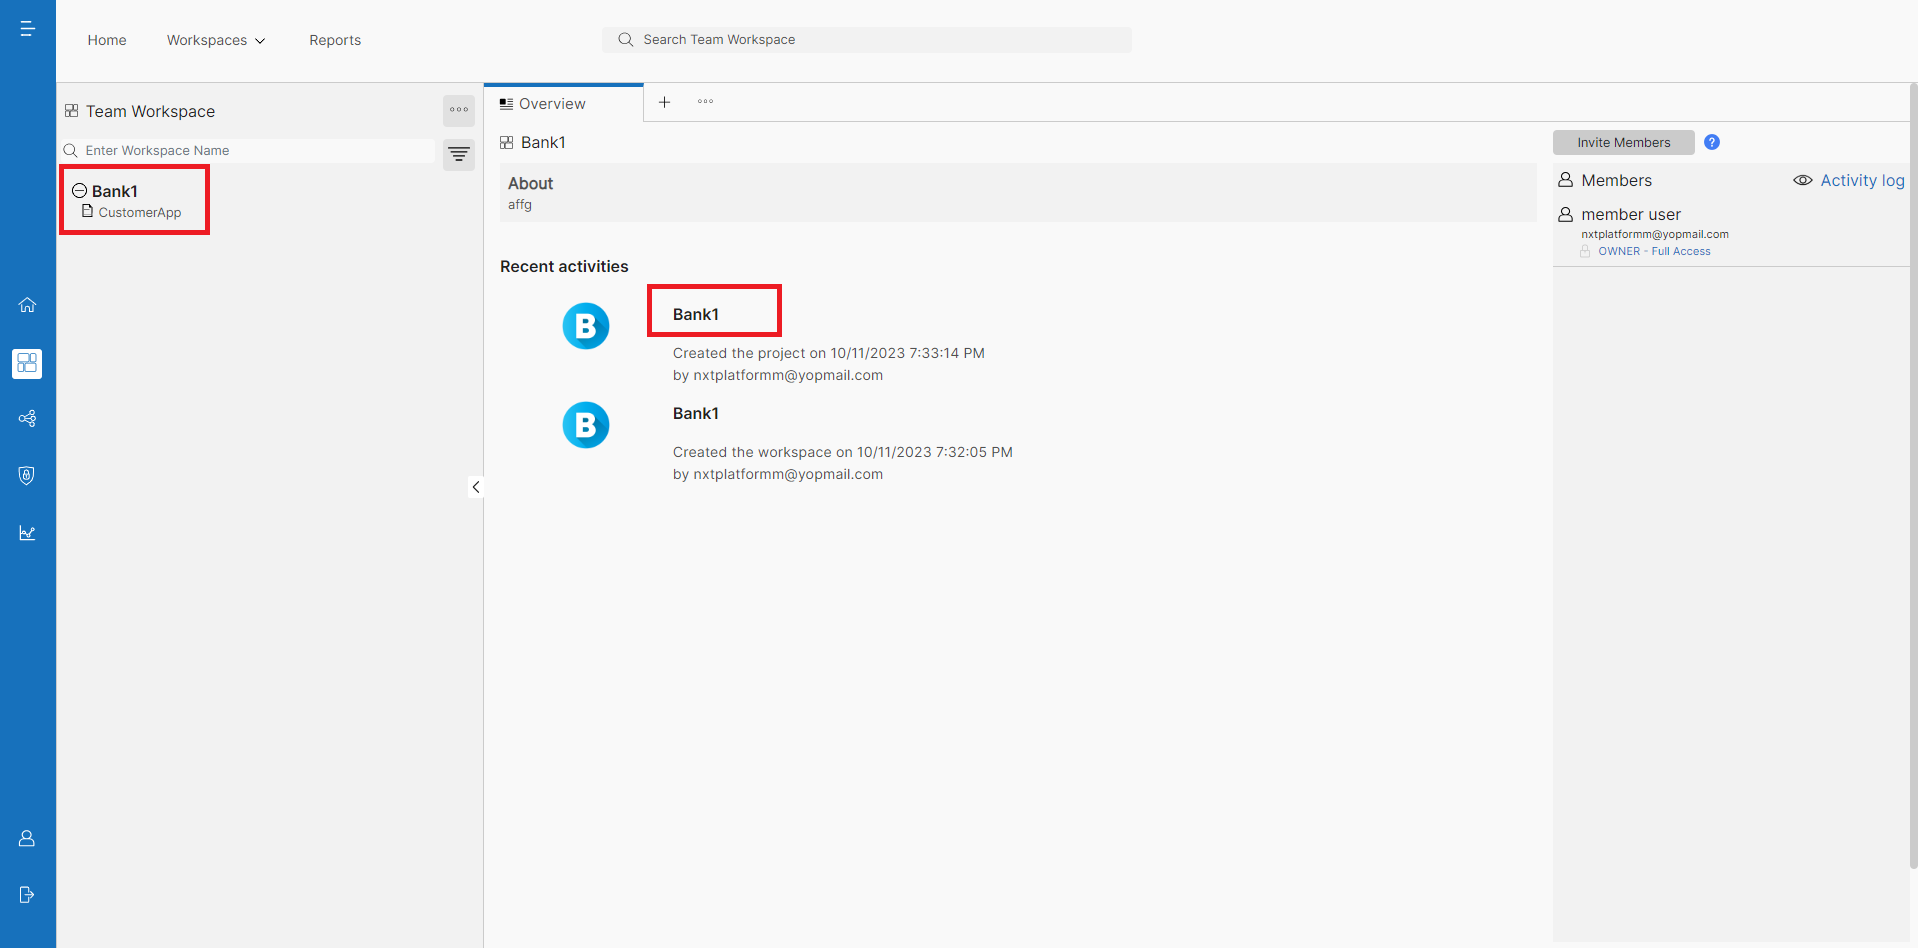 Home
Workspaces
Reports
Search Team Workspace
Team Workspace
Enter Workspace Name
Bank1
CustomerApp
Overview
Bank1
About
affg
Recent activities
B
Bank1
Created the project on 10/11/2023 7:33:14 PM
by nxtplatformm@yopmail.com
B
Bank1
Created the workspace on 10/11/2023 7:32:05 PM
by nxtplatformm@yopmail.com
Invite Members
?
Members
Activity log
member user
nxtplatformm@yopmail.com
OWNER - Full Access